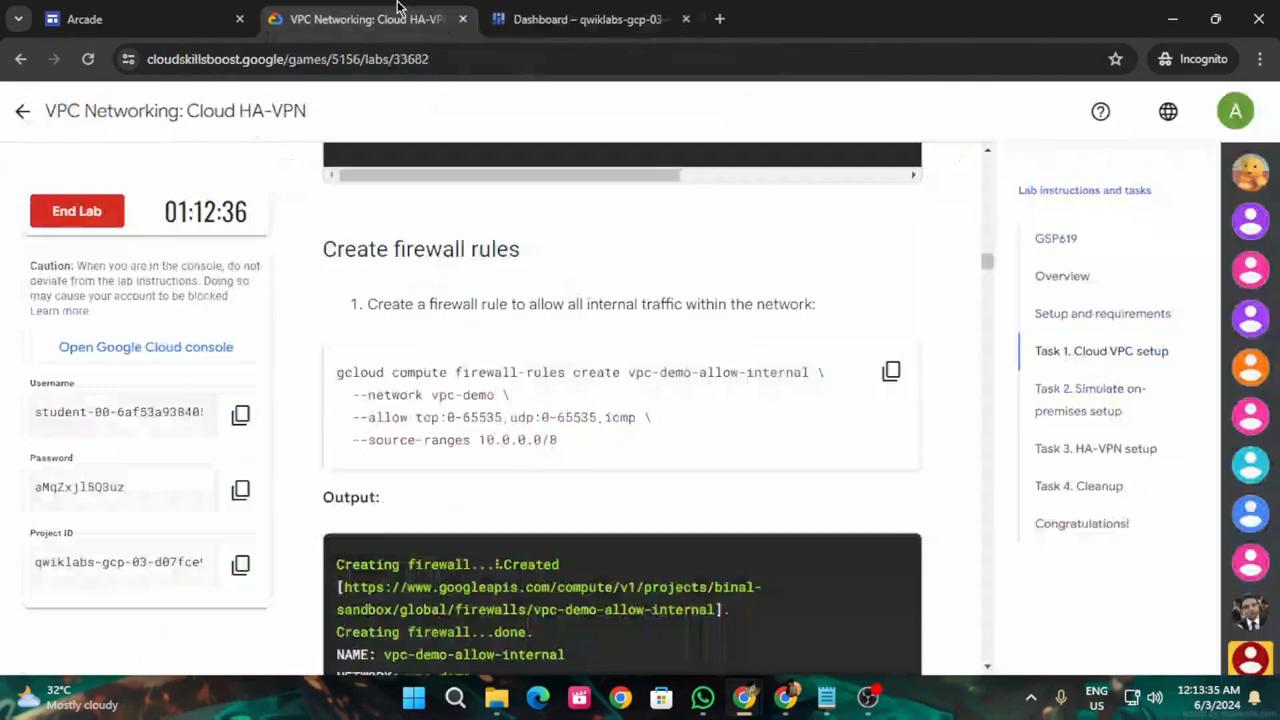 Arcade
VPC Networking: Cloud HA-VP
Dashboard – qwiklabs-gcp-03-
cloudskillsboost.google/games/5156/labs/33682
Incognito
VPC Networking: Cloud HA-VPN
A
End Lab
01:12:36
Caution: When you are in the console, do not
deviate from the lab instructions. Doing so
may cause your account to be blocked.
Learn more.
Open Google Cloud console
Username
student-00-6af53a938405
Password
aMqZxjl5Q3uz
Project ID
qwiklabs-gcp-03-d07fce9
Create firewall rules
1. Create a firewall rule to allow all internal traffic within the network:
gcloud compute firewall-rules create vpc-demo-allow-internal \
--network vpc-demo \
--allow tcp:0-65535,udp:0-65535,icmp \
--source-ranges 10.0.0.0/8
Output:
Creating firewall...⠇Created
[https://www.googleapis.com/compute/v1/projects/binal-
sandbox/global/firewalls/vpc-demo-allow-internal].
Creating firewall...done.
NAME: vpc-demo-allow-internal
Lab instructions and tasks
GSP619
Overview
Setup and requirements
Task 1. Cloud VPC setup
Task 2. Simulate on-
premises setup
Task 3. HA-VPN setup
Task 4. Cleanup
Congratulations!
32°C
Mostly cloudy
ENG
US
12:13:35 AM
6/3/2024